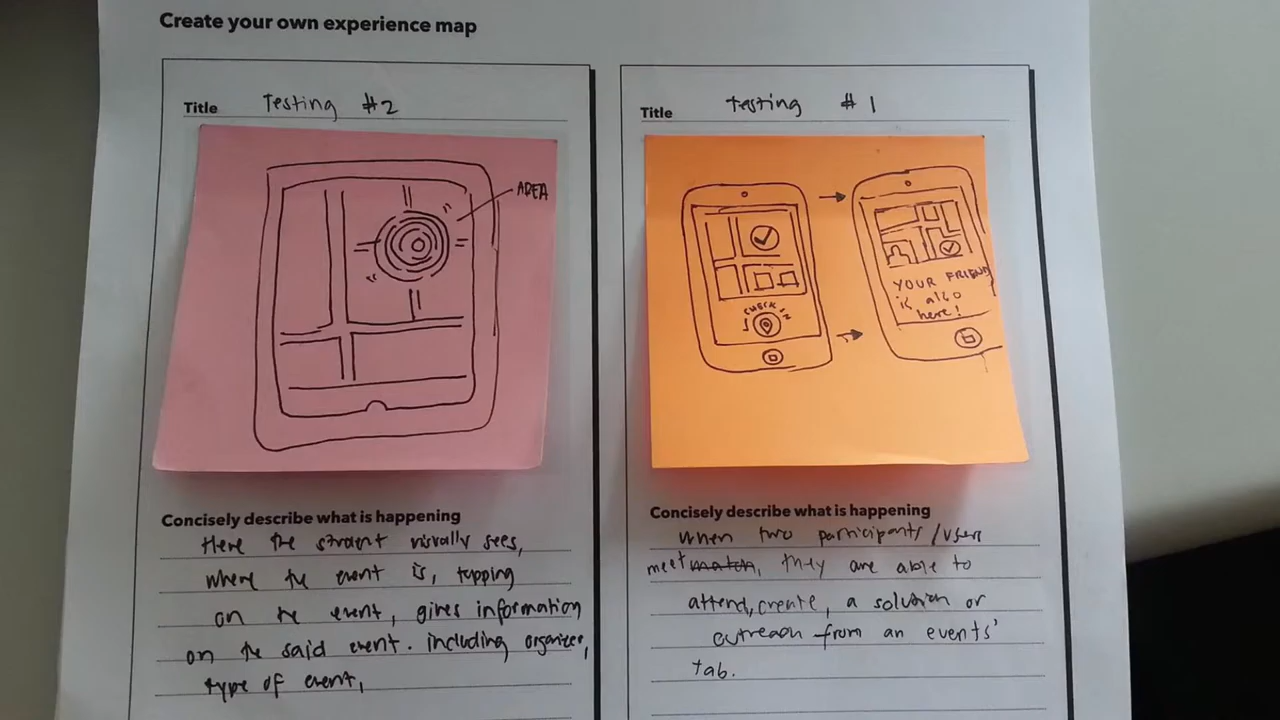 Create your own experience map
Title Testing #2
AREA
Concisely describe what is happening
Here the student visually sees,
where the event is, tapping
on the event, gives information
on the said event. including organizer,
type of event,
Title Testing #1
CHECK IN
YOUR FRIEND
is also
here!
Concisely describe what is happening
When two participants/users
meet match, they are able to
attend, create, a solution or
outreach from an events'
tab.